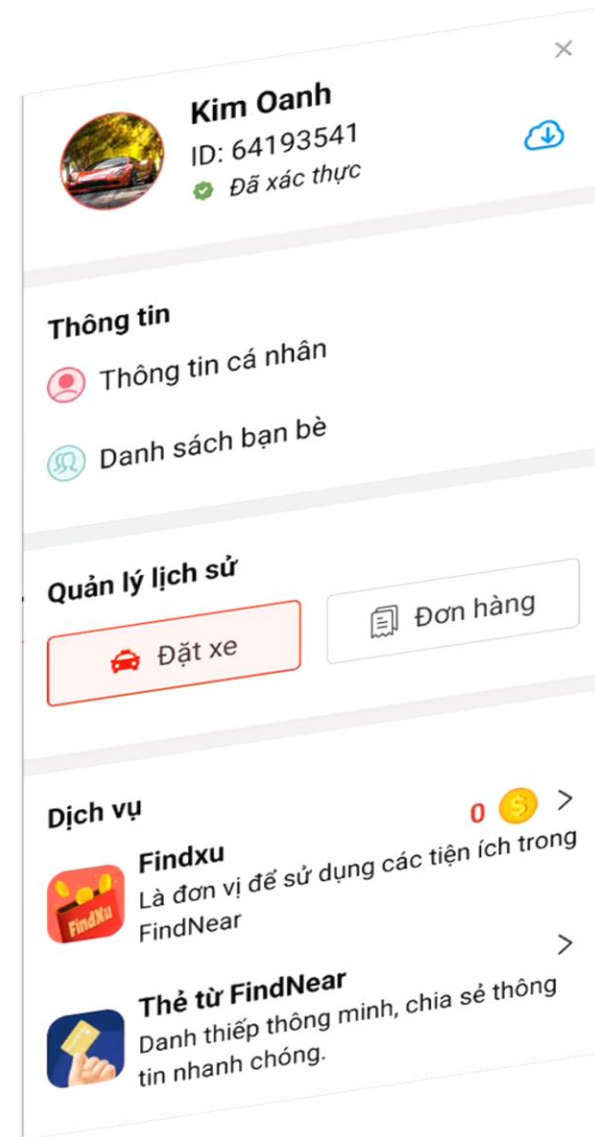 Kim Oanh
ID: 64193541
Đã xác thực
Thông tin
Thông tin cá nhân
Danh sách bạn bè
Quản lý lịch sử
Đặt xe
Đơn hàng
Dịch vụ
0
Findxu
Là đơn vị để sử dụng các tiện ích trong
FindNear
FindXu
Thẻ từ FindNear
Danh thiếp thông minh, chia sẻ thông
tin nhanh chóng.